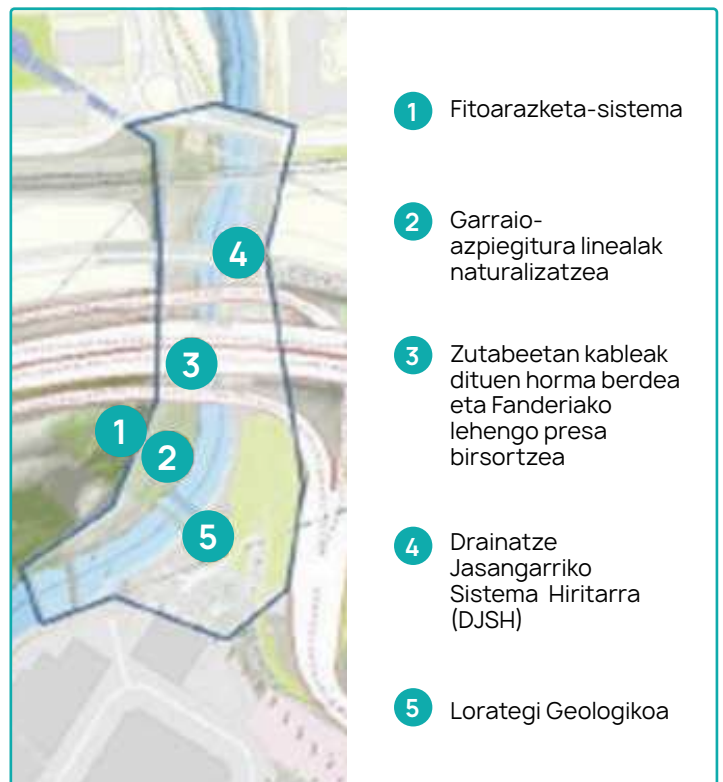 4
3
1
2
5
1 Fitoarazketa-sistema
2 Garraio-
azpiegitura linealak
naturalizatzea
3 Zutabeetan kableak
dituen horma berdea
eta Fanderiako
lehengo presa
birsortzea
4 Drainatze
Jasangarriko
Sistema Hiritarra
(DJSH)
5 Lorategi Geologikoa